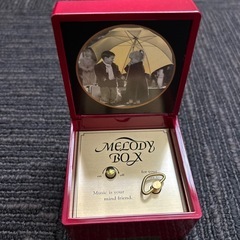 MELODY
BOX
Music is your
mind friend.